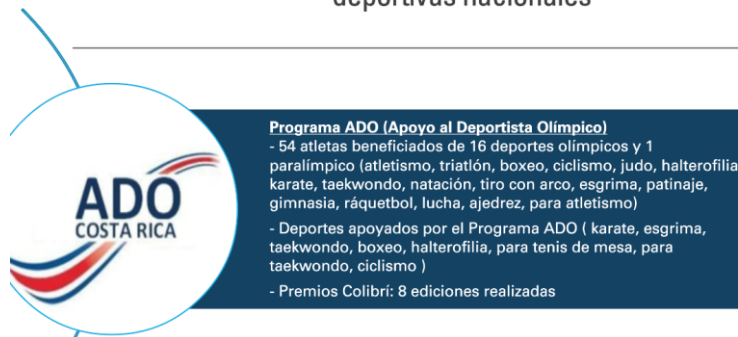 deportivas nacionales
ADO
COSTA RICA
Programa ADO (Apoyo al Deportista Olímpico)
- 54 atletas beneficiados de 16 deportes olímpicos y 1
paralímpico (atletismo, triatlón, boxeo, ciclismo, judo, halterofilia
karate, taekwondo, natación, tiro con arco, esgrima, patinaje,
gimnasia, ráquetbol, lucha, ajedrez, para atletismo)
- Deportes apoyados por el Programa ADO ( karate, esgrima,
taekwondo, boxeo, halterofilia, para tenis de mesa, para
taekwondo, ciclismo )
- Premios Colibrí: 8 ediciones realizadas